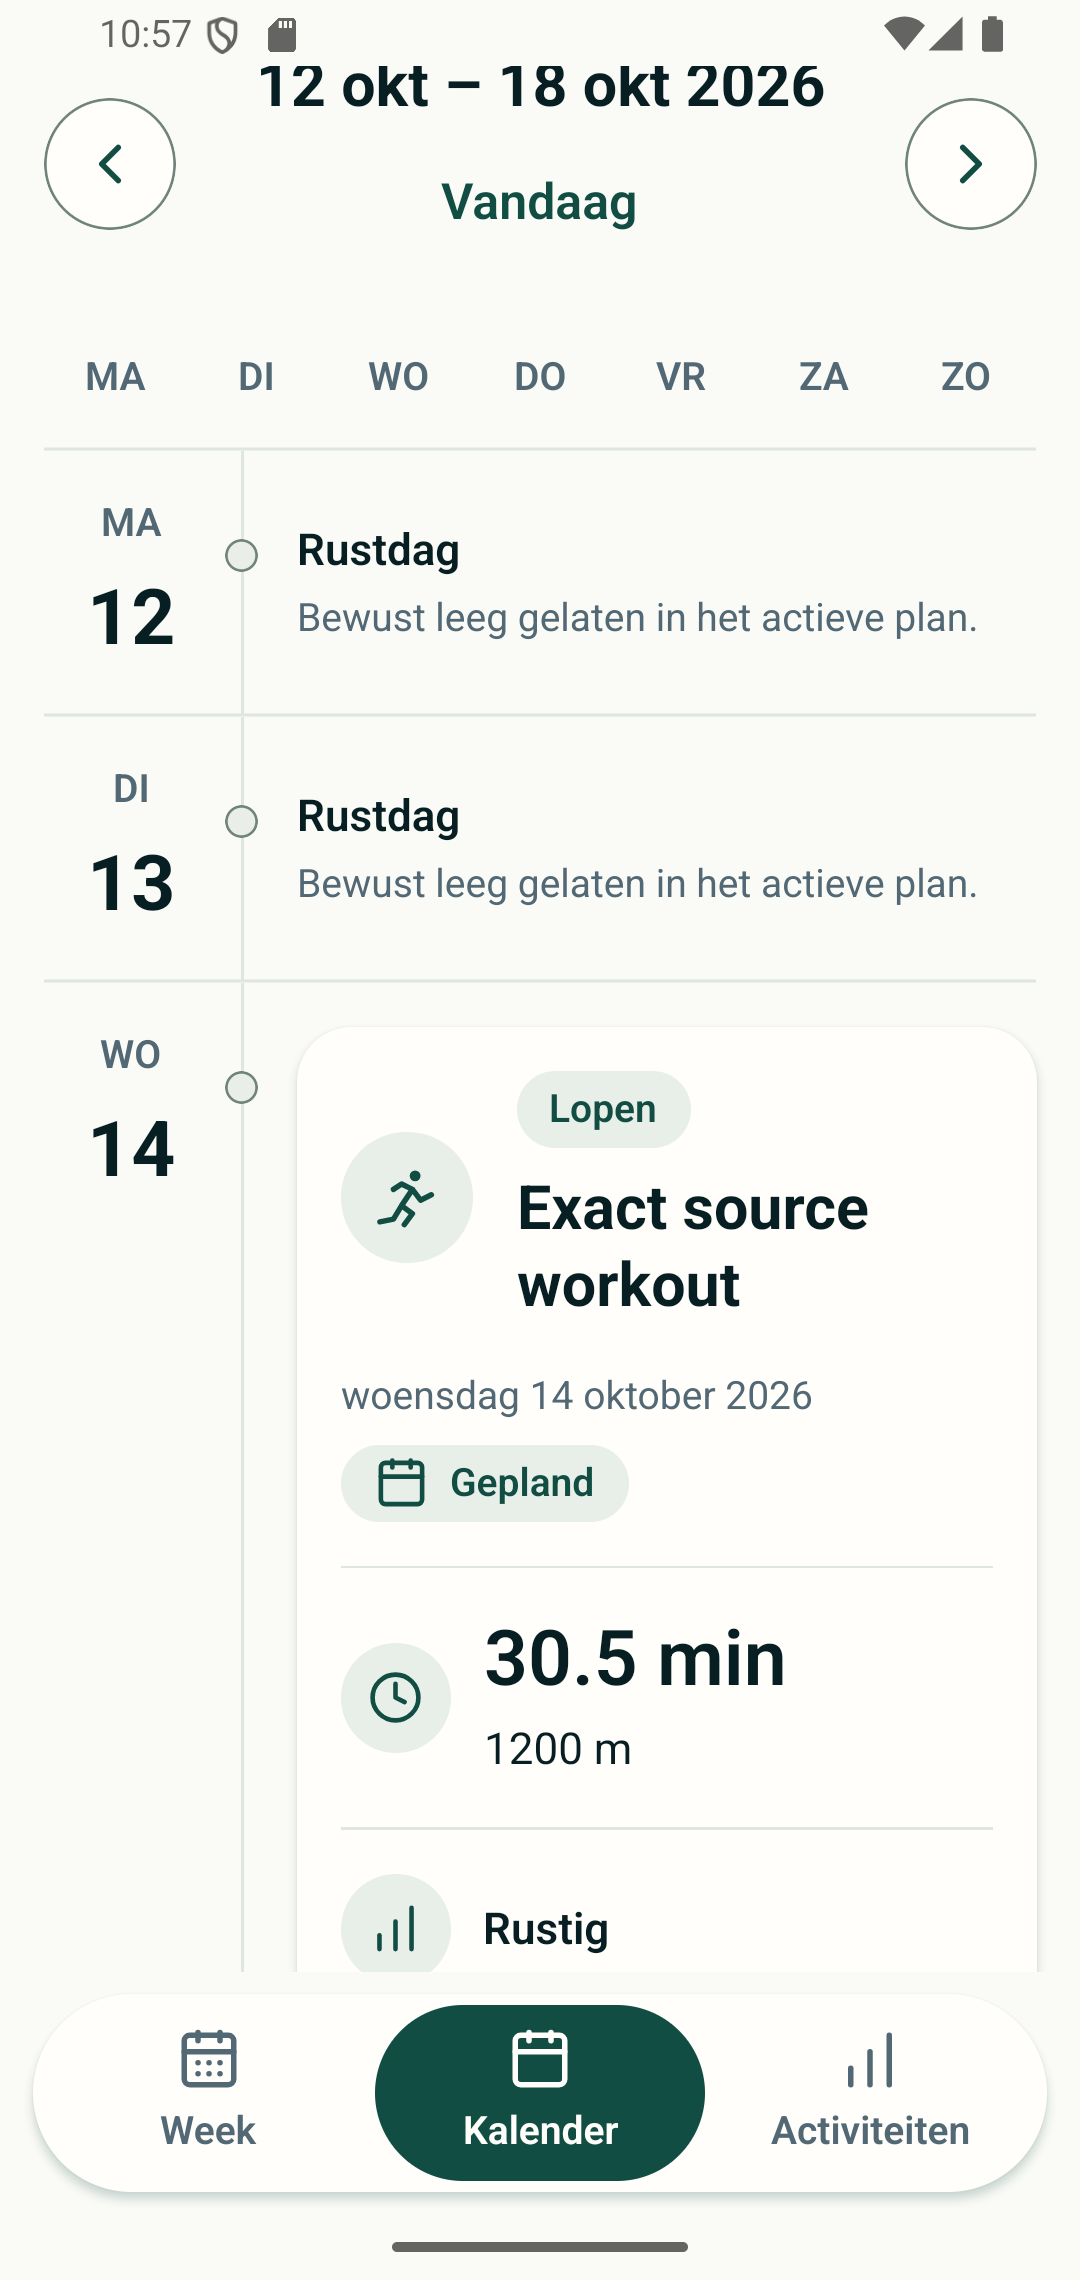 10:57
12 okt – 18 okt 2026
Vandaag
MA DI WO DO VR ZA ZO
MA
12
Rustdag
Bewust leeg gelaten in het actieve plan.
DI
13
Rustdag
Bewust leeg gelaten in het actieve plan.
WO
14
Lopen
Exact source
workout
woensdag 14 oktober 2026
Gepland
30.5 min
1200 m
Rustig
Week Kalender Activiteiten